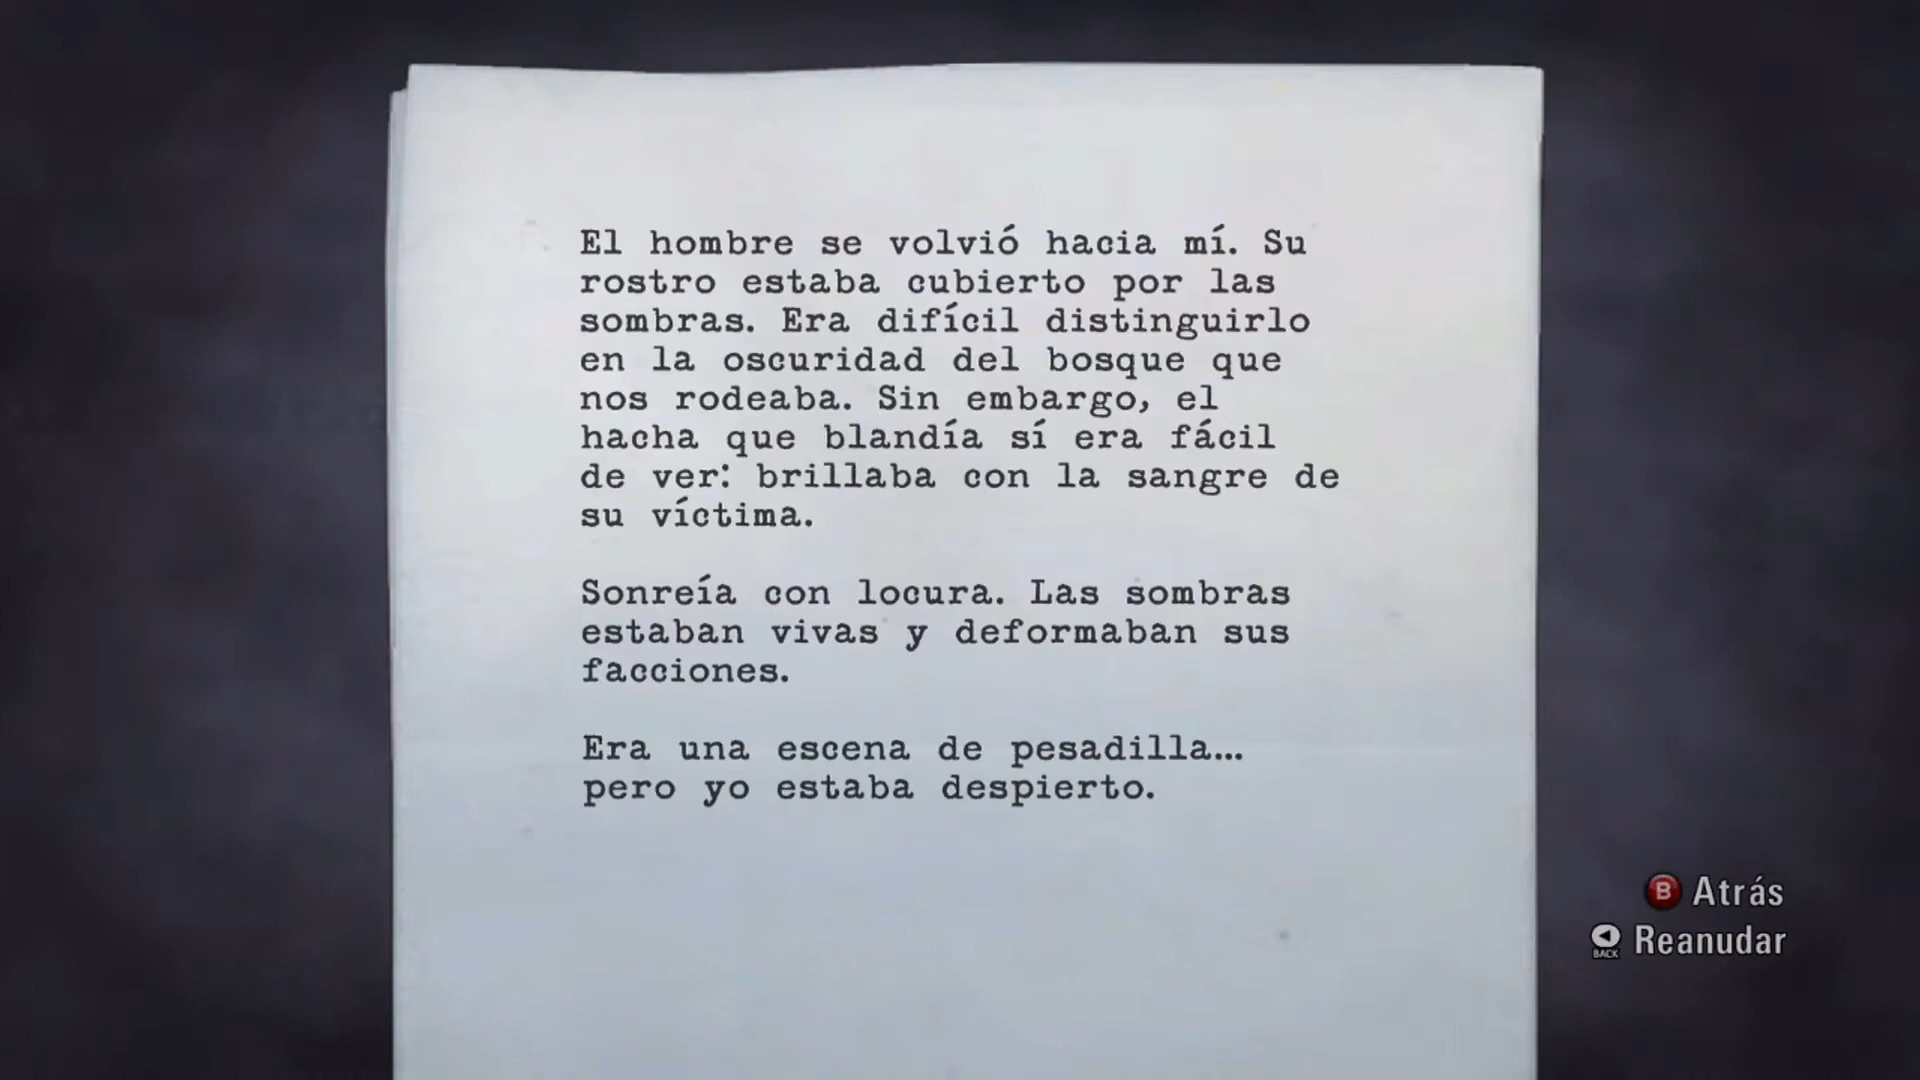 El hombre se volvió hacia mí. Su
rostro estaba cubierto por las
sombras. Era difícil distinguirlo
en la oscuridad del bosque que
nos rodeaba. Sin embargo, el
hacha que blandía sí era fácil
de ver: brillaba con la sangre de
su víctima.
Sonreía con locura. Las sombras
estaban vivas y deformaban sus
facciones.
Era una escena de pesadilla...
pero yo estaba despierto.
B Atrás
BACK Reanudar